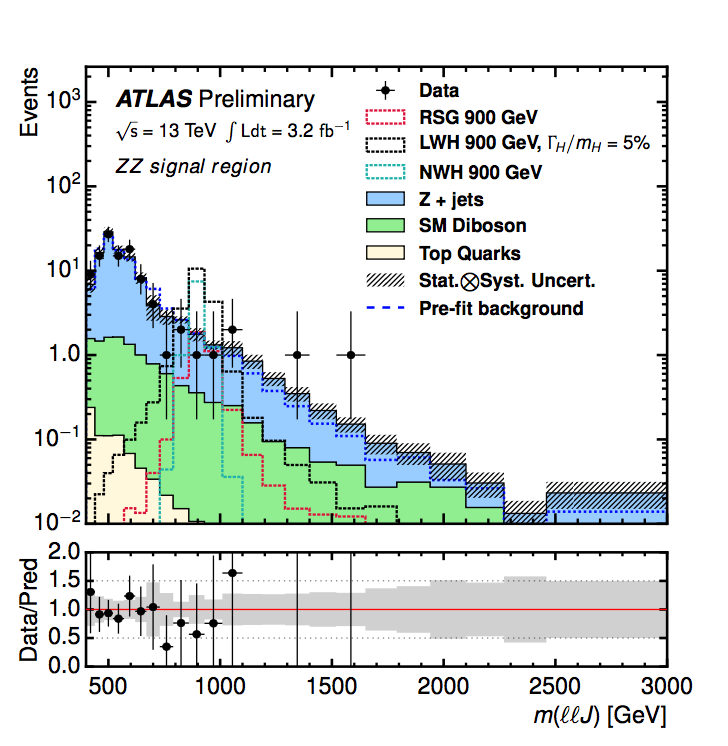 Events
10³
10²
10¹
1.0
10⁻¹
10⁻²
ATLAS Preliminary
√s = 13 TeV ∫ Ldt = 3.2 fb⁻¹
ZZ signal region
Data
RSG 900 GeV
LWH 900 GeV, Γ_H/m_H = 5%
NWH 900 GeV
Z + jets
SM Diboson
Top Quarks
Stat.⊗Syst. Uncert.
Pre-fit background
Data/Pred
2.0
1.5
1.0
0.5
0.0
500 1000 1500 2000 2500 3000
m(ℓℓJ) [GeV]